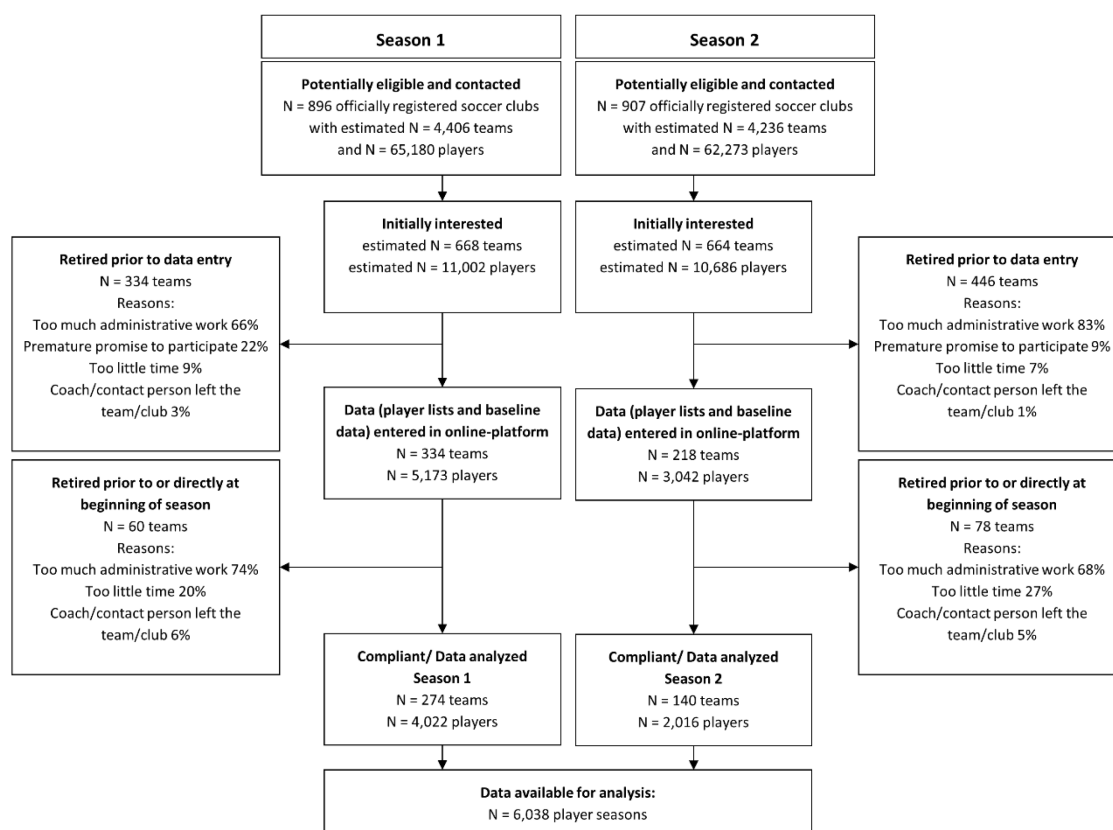 Season 1
Season 2
Potentially eligible and contacted
N = 896 officially registered soccer clubs
with estimated N = 4,406 teams
and N = 65,180 players
Potentially eligible and contacted
N = 907 officially registered soccer clubs
with estimated N = 4,236 teams
and N = 62,273 players
Initially interested
estimated N = 668 teams
estimated N = 11,002 players
Initially interested
estimated N = 664 teams
estimated N = 10,686 players
Retired prior to data entry
N = 334 teams
Reasons:
Too much administrative work 66%
Premature promise to participate 22%
Too little time 9%
Coach/contact person left the
team/club 3%
Retired prior to data entry
N = 446 teams
Reasons:
Too much administrative work 83%
Premature promise to participate 9%
Too little time 7%
Coach/contact person left the
team/club 1%
Data (player lists and baseline
data) entered in online-platform
N = 334 teams
N = 5,173 players
Data (player lists and baseline
data) entered in online-platform
N = 218 teams
N = 3,042 players
Retired prior to or directly at
beginning of season
N = 60 teams
Reasons:
Too much administrative work 74%
Too little time 20%
Coach/contact person left the
team/club 6%
Retired prior to or directly at
beginning of season
N = 78 teams
Reasons:
Too much administrative work 68%
Too little time 27%
Coach/contact person left the
team/club 5%
Compliant/ Data analyzed
Season 1
N = 274 teams
N = 4,022 players
Compliant/ Data analyzed
Season 2
N = 140 teams
N = 2,016 players
Data available for analysis:
N = 6,038 player seasons